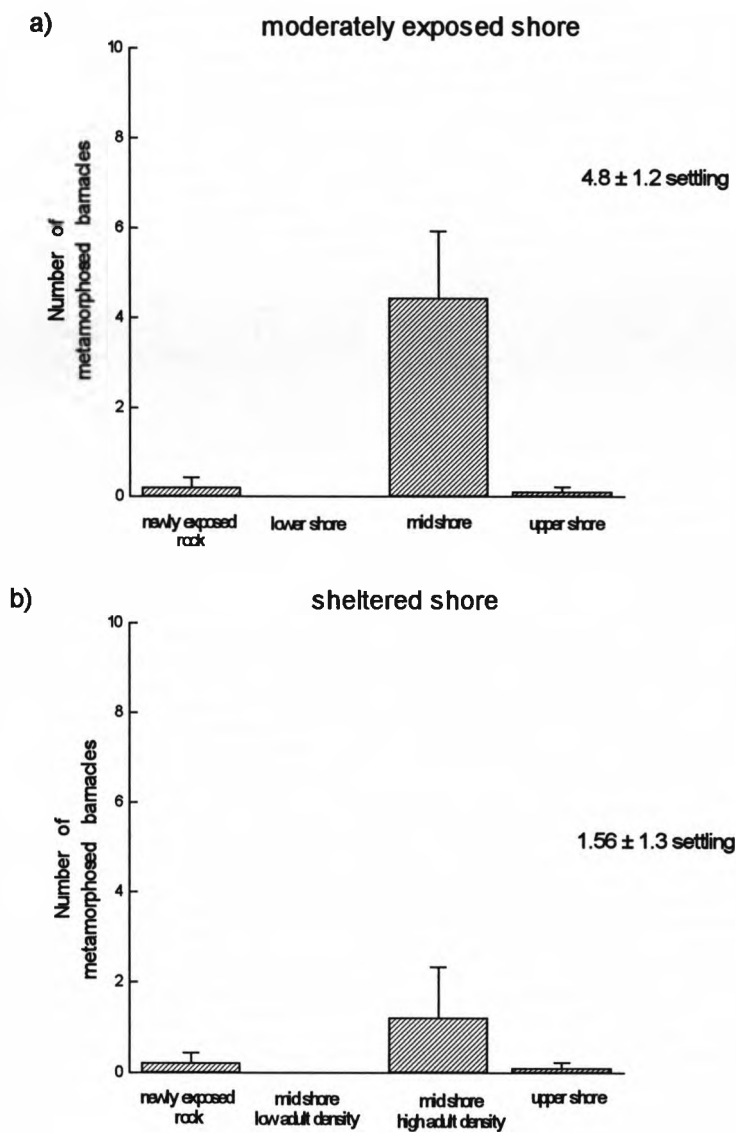 a)
moderately exposed shore
Number of
metamorphosed barnacles
10
8
6
4
2
0
4.8 ± 1.2 settling
newly exposed
rock
lower shore
mid shore
upper shore
b)
sheltered shore
Number of
metamorphosed barnacles
10
8
6
4
2
0
1.56 ± 1.3 settling
newly exposed
rock
mid shore
low adult density
mid shore
high adult density
upper shore